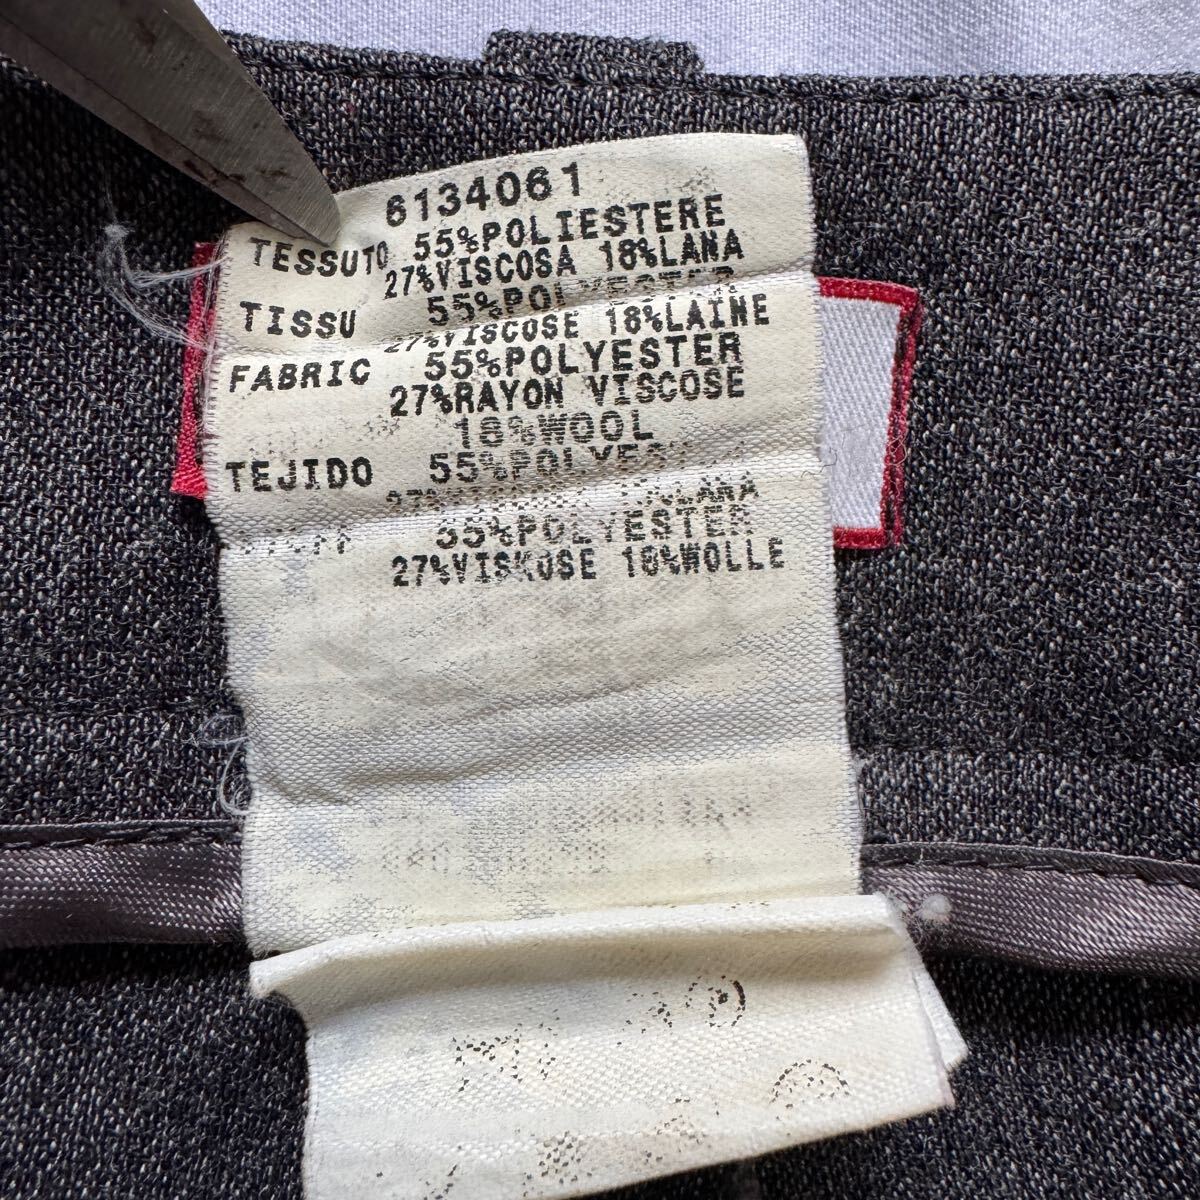 6134061
TESSUTO 55%POLIESTERE
27%VISCOSA 18%LANA
TISSU 55%POLYESTER
27%VISCOSE 18%LAINE
FABRIC 55%POLYESTER
27%RAYON VISCOSE
18%WOOL
TEJIDO 55%POLYES
LANA
55%POLYESTER
27%VISKOSE 18%WOLLE